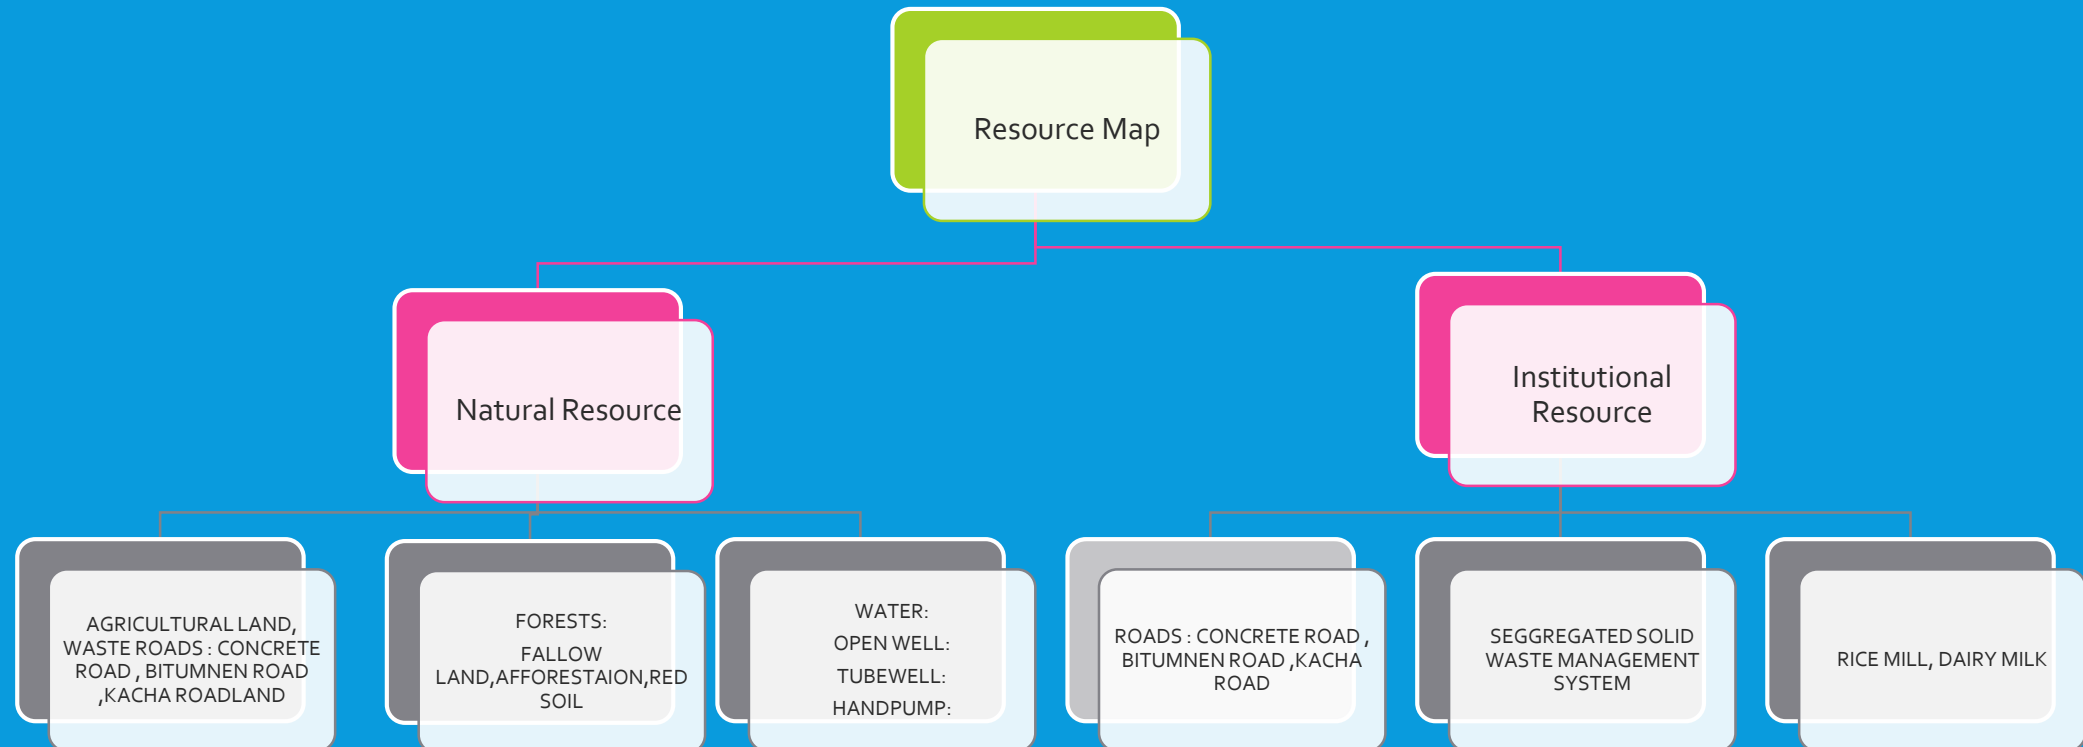 Resource Map
Natural Resource
Institutional
Resource
AGRICULTURAL LAND,
WASTE ROADS : CONCRETE
ROAD , BITUMNEN ROAD
,KACHA ROADLAND
FORESTS:
FALLOW
LAND,AFFORESTAION,RED
SOIL
WATER:
OPEN WELL:
TUBEWELL:
HANDPUMP:
ROADS : CONCRETE ROAD ,
BITUMNEN ROAD ,KACHA
ROAD
SEGGREGATED SOLID
WASTE MANAGEMENT
SYSTEM
RICE MILL, DAIRY MILK